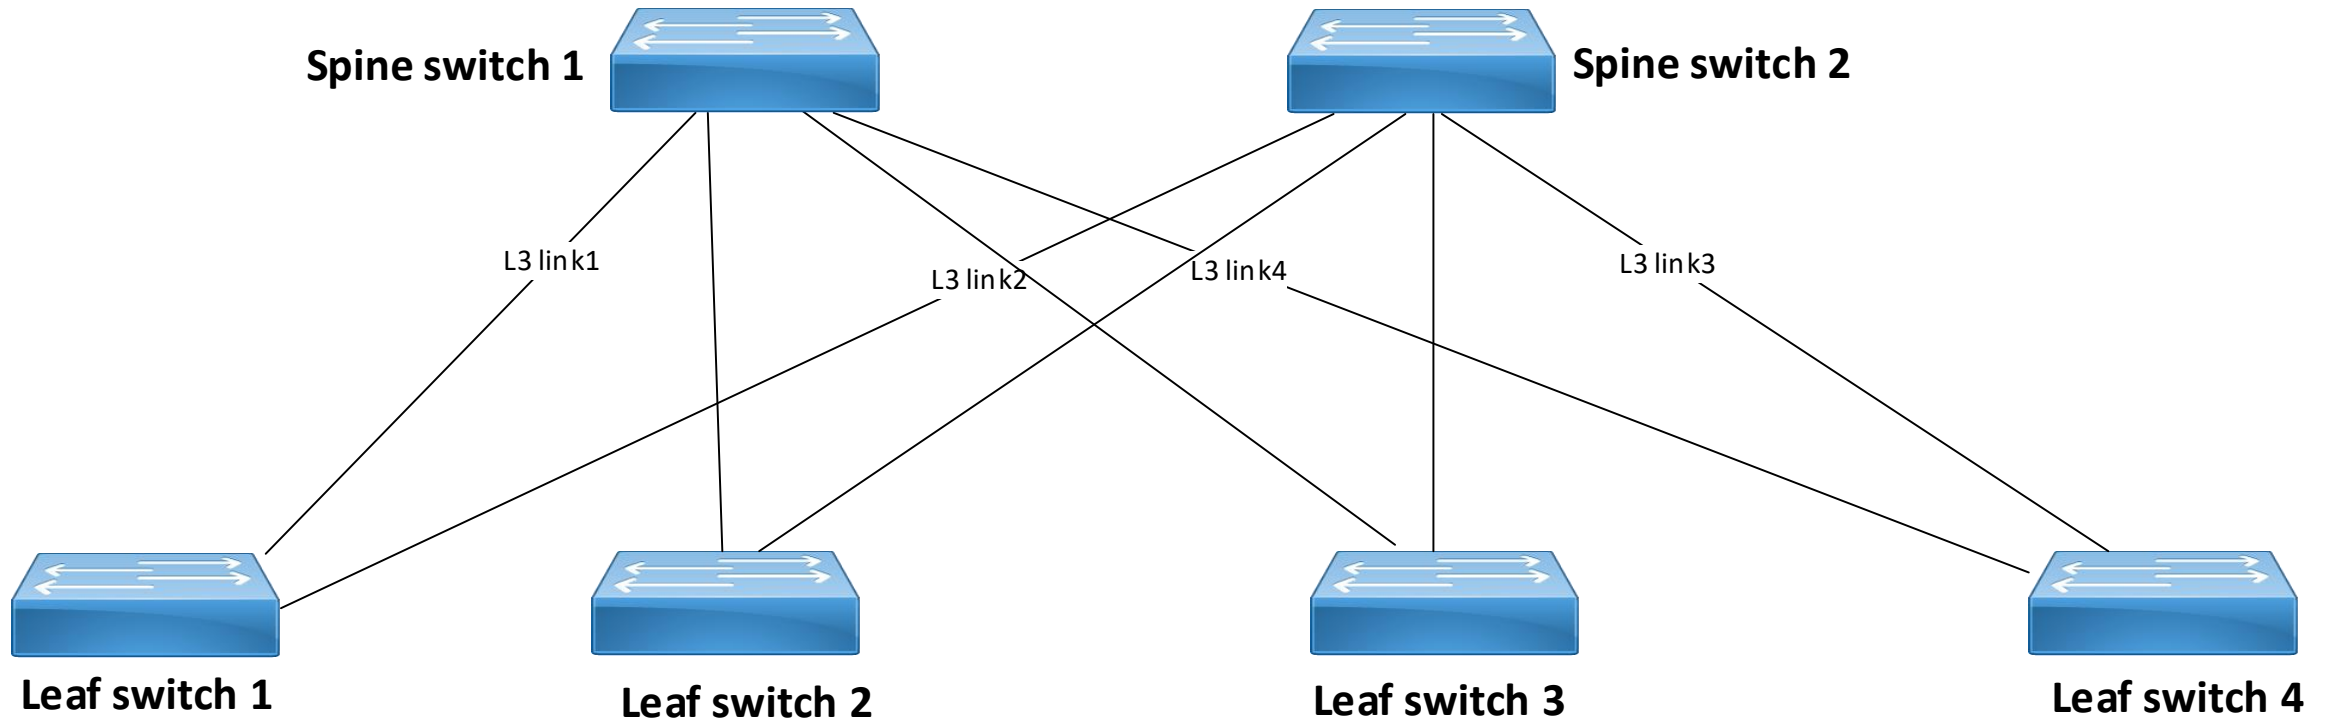 Spine switch 1
Spine switch 2
L3 link1
L3 link2
L3 link4
L3 link3
Leaf switch 1
Leaf switch 2
Leaf switch 3
Leaf switch 4